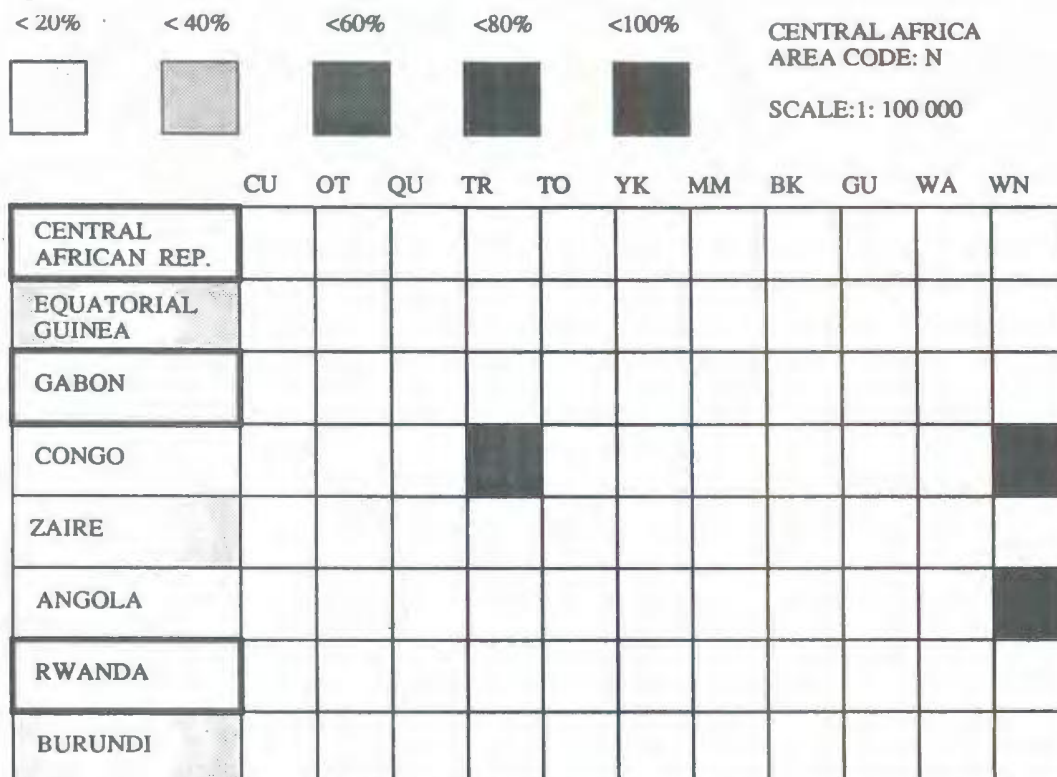 < 20% < 40% <60% <80% <100%
CENTRAL AFRICA
AREA CODE: N
SCALE:1: 100 000
CU OT QU TR TO YK MM BK GU WA WN
CENTRAL
AFRICAN REP.
EQUATORIAL
GUINEA
GABON
CONGO
ZAIRE
ANGOLA
RWANDA
BURUNDI